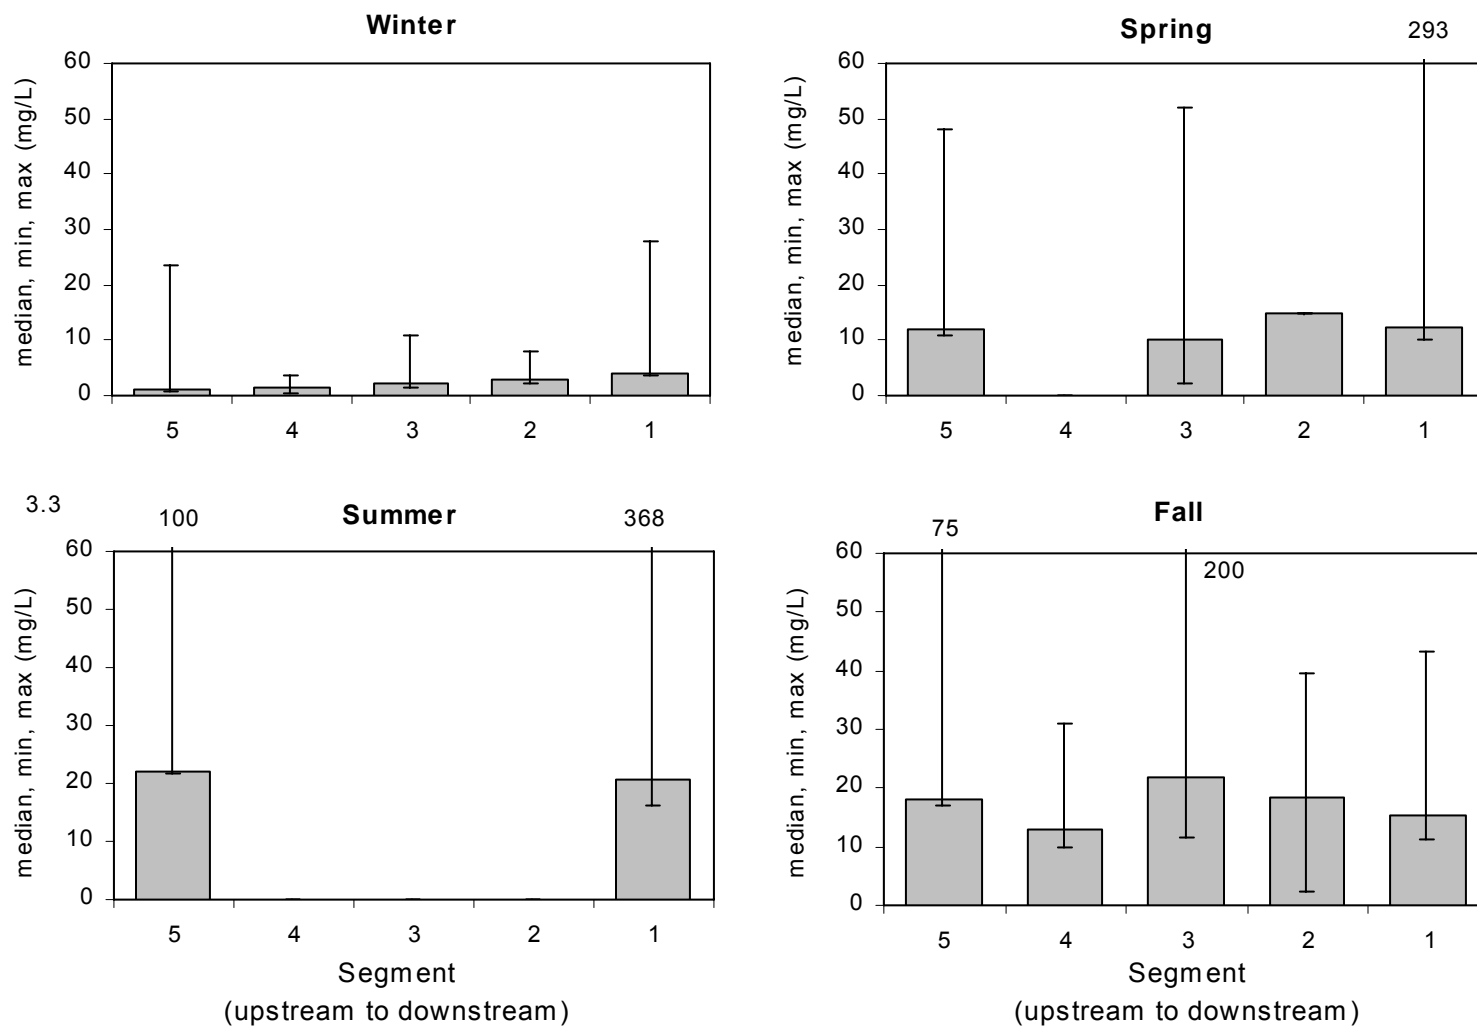 Winter
median, min, max (mg/L)
60
50
40
30
20
10
0
5 4 3 2 1
Spring
293
median, min, max (mg/L)
60
50
40
30
20
10
0
5 4 3 2 1
3.3
100
Summer
368
median, min, max (mg/L)
60
50
40
30
20
10
0
5 4 3 2 1
Segment
(upstream to downstream)
Fall
75
200
median, min, max (mg/L)
60
50
40
30
20
10
0
5 4 3 2 1
Segment
(upstream to downstream)